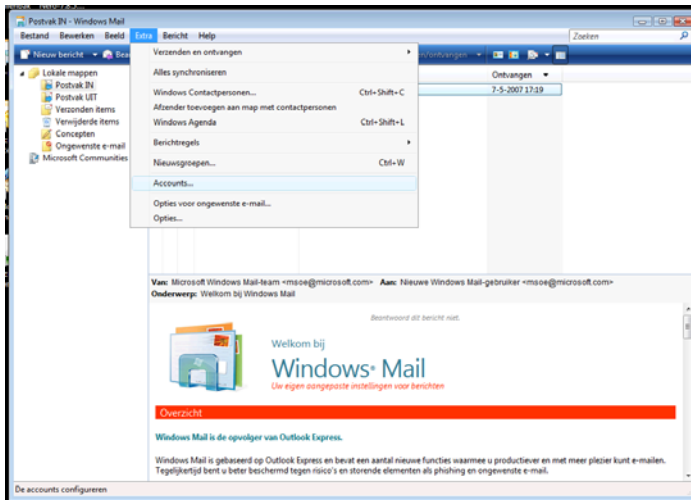 Postvak IN - Windows Mail
Bestand Bewerken Beeld Extra Bericht Help
Zoeken
Nieuw bericht
Verzenden en ontvangen
Alles synchroniseren
Windows Contactpersonen... Ctrl+Shift+C
Afzender toevoegen aan map met contactpersonen
Windows Agenda Ctrl+Shift+L
Berichtregels
Nieuwsgroepen... Ctrl+W
Accounts...
Opties voor ongewenste e-mail...
Opties...
Lokale mappen
Postvak IN
Postvak UIT
Verzonden items
Verwijderde items
Concepten
Ongewenste e-mail
Microsoft Communities
Ontvangen
7-5-2007 17:19
Van: Microsoft Windows Mail-team <msoe@microsoft.com> Aan: Nieuwe Windows Mail-gebruiker <msoe@microsoft.com>
Onderwerp: Welkom bij Windows Mail
Beantwoord dit bericht niet.
Welkom bij
Windows® Mail
Uw eigen aangepaste instellingen voor berichten
Overzicht
Windows Mail is de opvolger van Outlook Express.
Windows Mail is gebaseerd op Outlook Express en bevat een aantal nieuwe functies waarmee u productiever en met meer plezier kunt e-mailen.
Tegelijkertijd bent u beter beschermd tegen risico's en storende elementen als phishing en ongewenste e-mail.
De accounts configureren